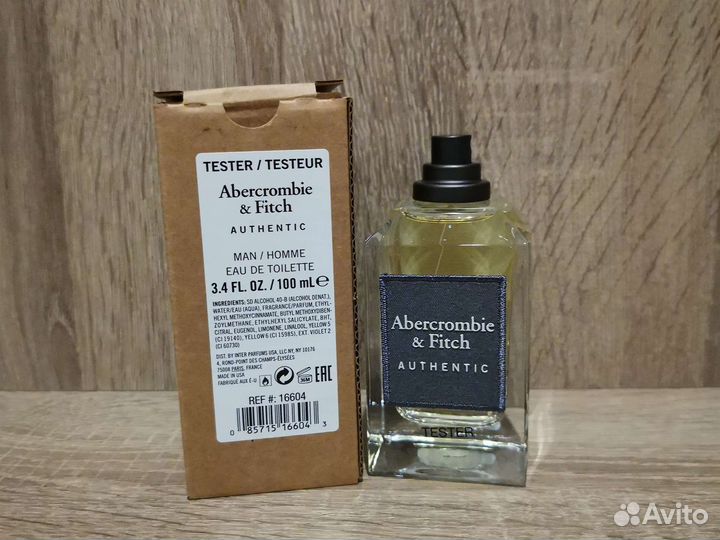 TESTER / TESTEUR
Abercrombie
& Fitch
AUTHENTIC
MAN / HOMME
EAU DE TOILETTE
3.4 FL. OZ. / 100 mL℮
INGREDIENTS: SD ALCOHOL 40-B (ALCOHOL DENAT.),
WATER/EAU (AQUA), FRAGRANCE/PARFUM, ETHYL-
HEXYL METHOXYCINNAMATE, BUTYL METHOXYDIBEN-
ZOYLMETHANE, ETHYLHEXYL SALICYLATE, BHT,
CITRAL, EUGENOL, LIMONENE, LINALOOL, YELLOW 5
(CI 19140), YELLOW 6 (CI 15985), EXT. VIOLET 2
(CI 60730)
DIST. BY INTER PARFUMS USA, LLC NY, NY 10176
4, ROND-POINT DES CHAMPS-ÉLYSÉES
75008 PARIS, FRANCE
MADE IN USA
FABRIQUÉ AUX É-U
36M
EAC
REF #: 16604
0 85715 16604 3
Abercrombie
& Fitch
AUTHENTIC
TESTER
Avito